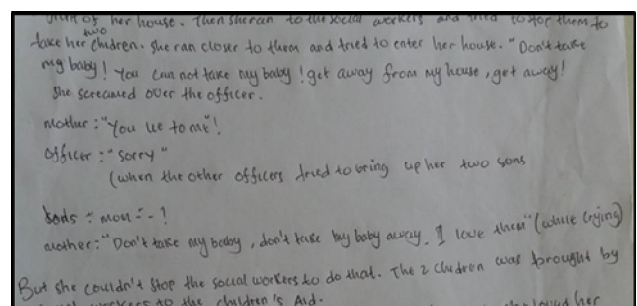 of her house. Then she ran to the social workers and tried to stop them to
take her two children. she ran closer to them and tried to enter her house. "Don't take
my baby! You can not take my baby! get away from my house, get away!
she screamed over the officer.
mother: "You lie to me"!
officer: "sorry"
(when the other officers tried to bring up her two sons
: mom - - !
mother: "Don't take my baby, don't take my baby away. I love them" (while crying)
But she couldn't stop the social workers to do that. The 2 children was brought by
workers to the children's Aid.
her